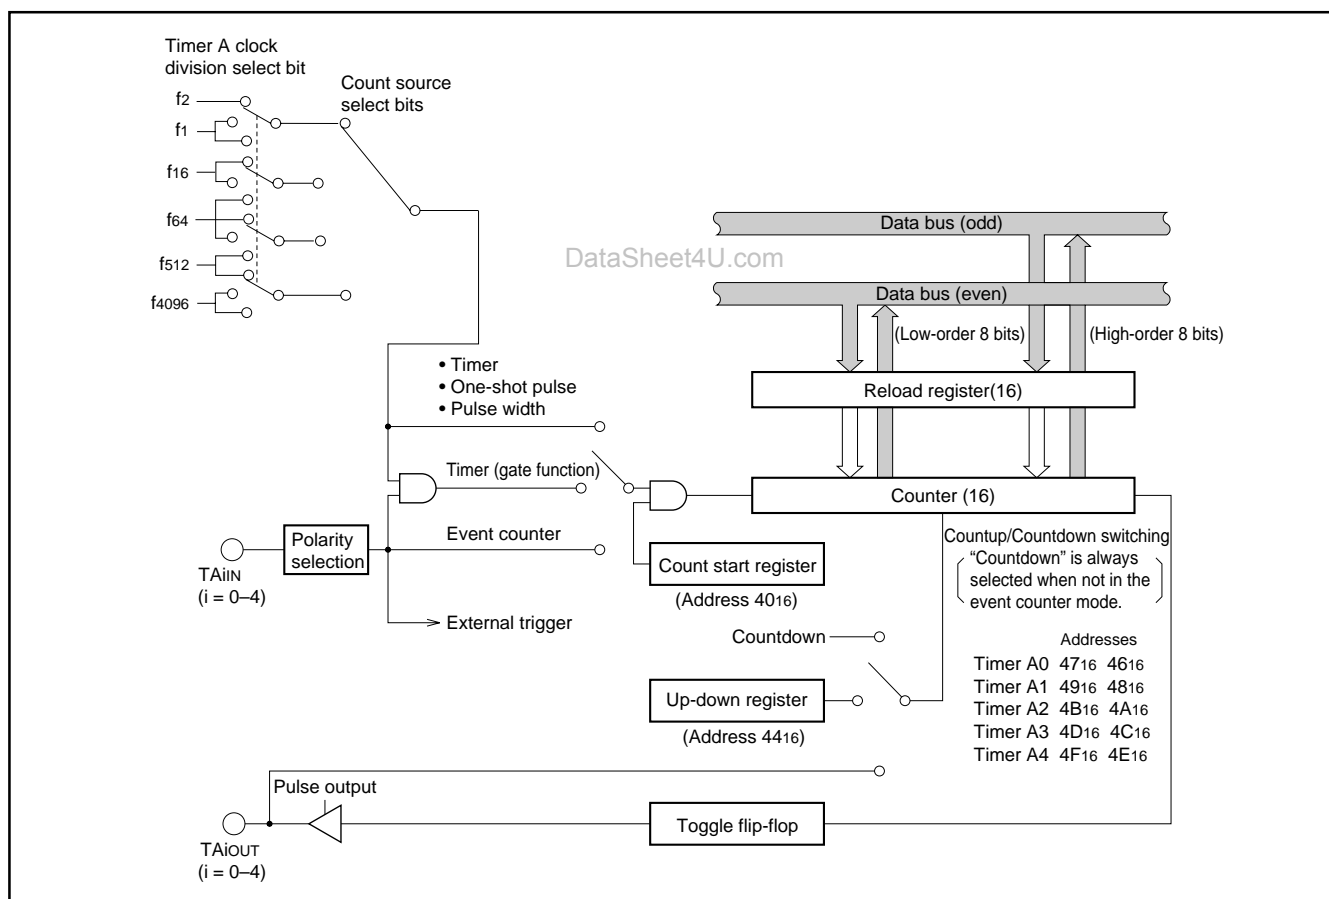 Timer A clock
division select bit
Count source
select bits
f2
f1
f16
f64
f512
f4096
Data bus (odd)
DataSheet4U.com
Data bus (even)
(Low-order 8 bits)
(High-order 8 bits)
• Timer
• One-shot pulse
• Pulse width
Reload register(16)
Timer (gate function)
Counter (16)
Polarity
selection
Event counter
Countup/Countdown switching
“Countdown” is always
selected when not in the
event counter mode.
Count start register
(Address 4016)
TAiIN
(i = 0–4)
External trigger
Countdown
Addresses
Timer A0 4716 4616
Timer A1 4916 4816
Timer A2 4B16 4A16
Timer A3 4D16 4C16
Timer A4 4F16 4E16
Up-down register
(Address 4416)
Pulse output
Toggle flip-flop
TAiOUT
(i = 0–4)